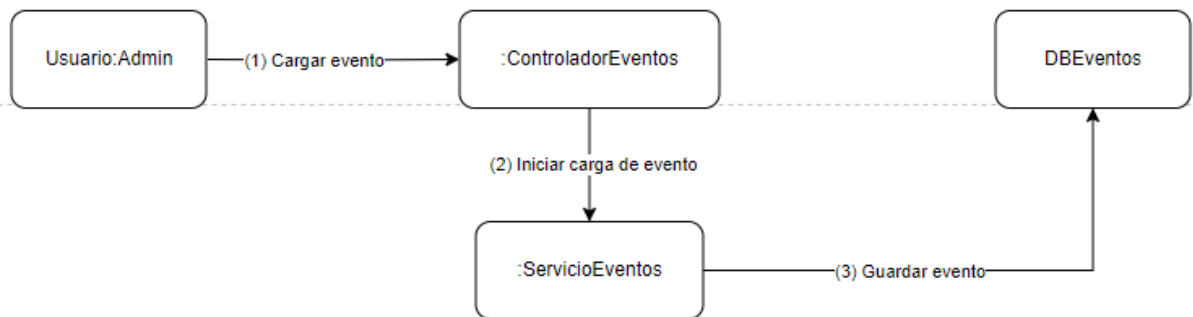 Usuario:Admin
(1) Cargar evento
:ControladorEventos
DBEventos
(2) Iniciar carga de evento
:ServicioEventos
(3) Guardar evento